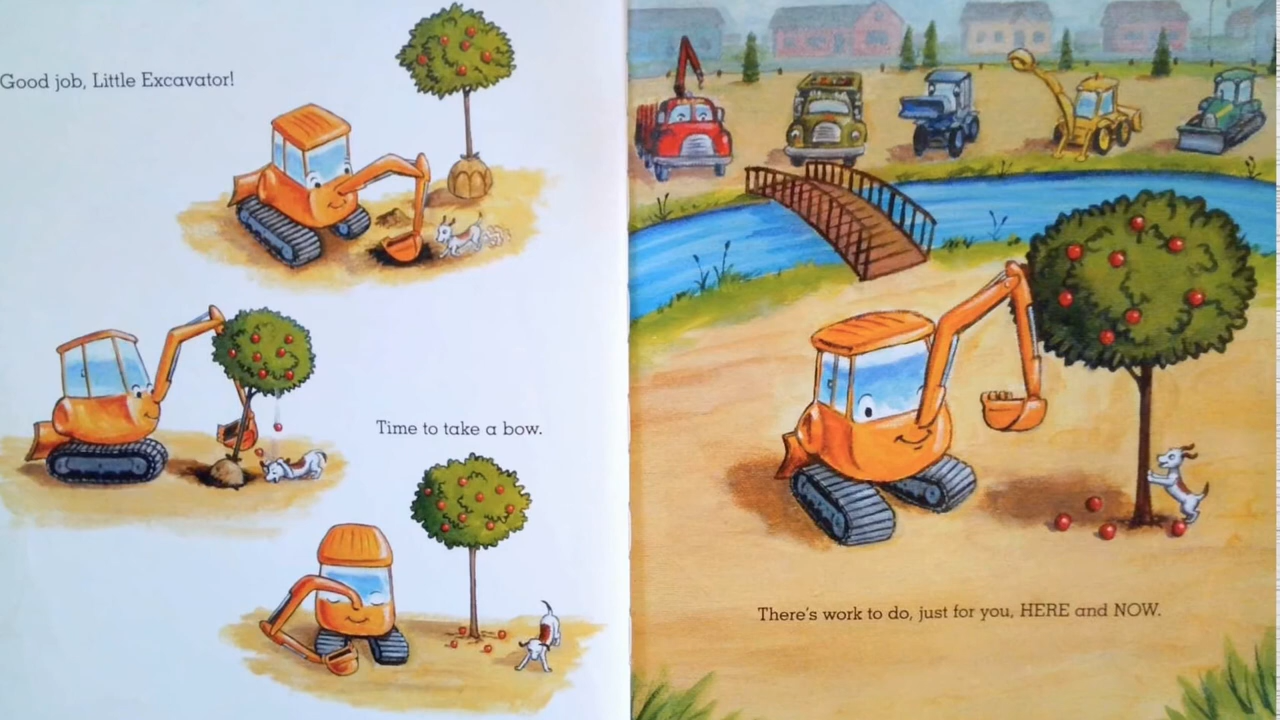 Good job, Little Excavator!
Time to take a bow.
There's work to do, just for you, HERE and NOW.